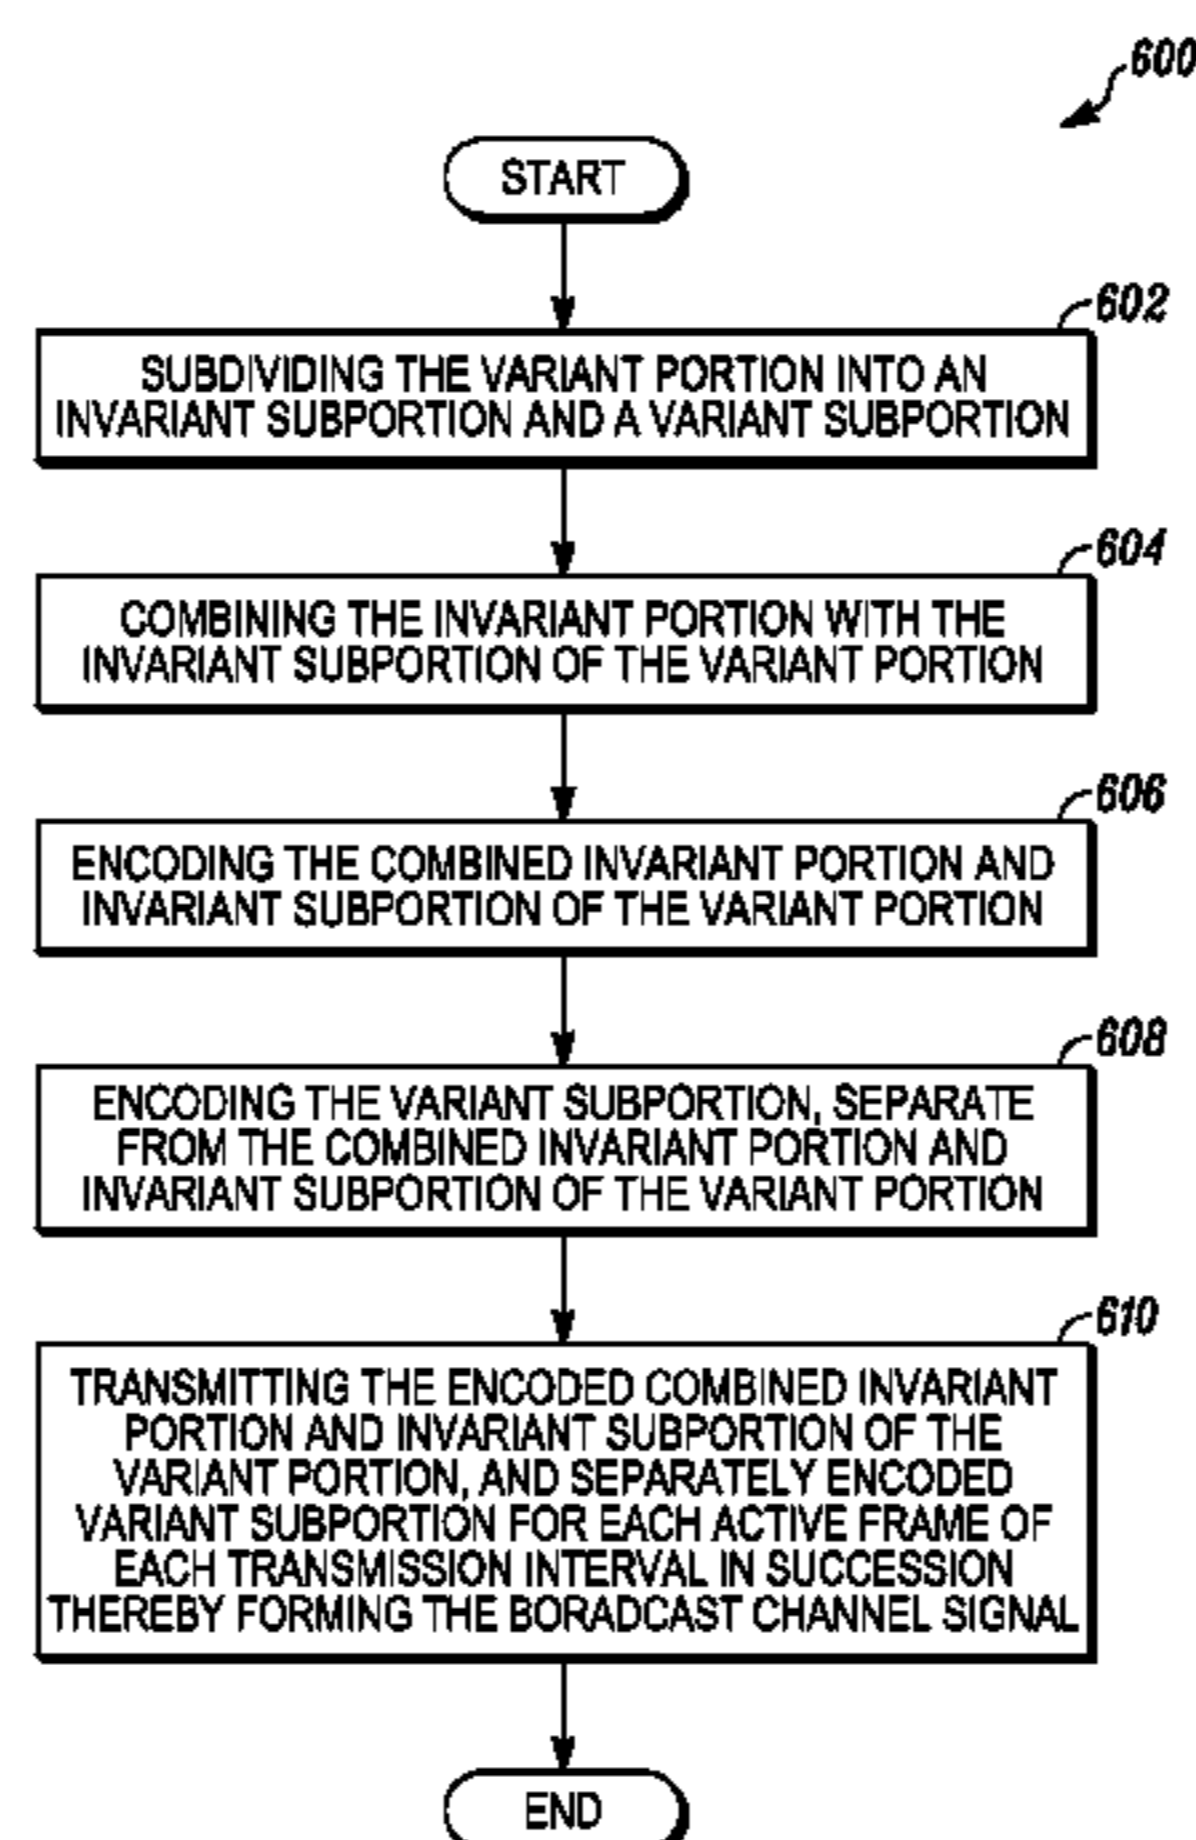 600
START
602
SUBDIVIDING THE VARIANT PORTION INTO AN
INVARIANT SUBPORTION AND A VARIANT SUBPORTION
604
COMBINING THE INVARIANT PORTION WITH THE
INVARIANT SUBPORTION OF THE VARIANT PORTION
606
ENCODING THE COMBINED INVARIANT PORTION AND
INVARIANT SUBPORTION OF THE VARIANT PORTION
608
ENCODING THE VARIANT SUBPORTION, SEPARATE
FROM THE COMBINED INVARIANT PORTION AND
INVARIANT SUBPORTION OF THE VARIANT PORTION
610
TRANSMITTING THE ENCODED COMBINED INVARIANT
PORTION AND INVARIANT SUBPORTION OF THE
VARIANT PORTION, AND SEPARATELY ENCODED
VARIANT SUBPORTION FOR EACH ACTIVE FRAME OF
EACH TRANSMISSION INTERVAL IN SUCCESSION
THEREBY FORMING THE BORADCAST CHANNEL SIGNAL
END